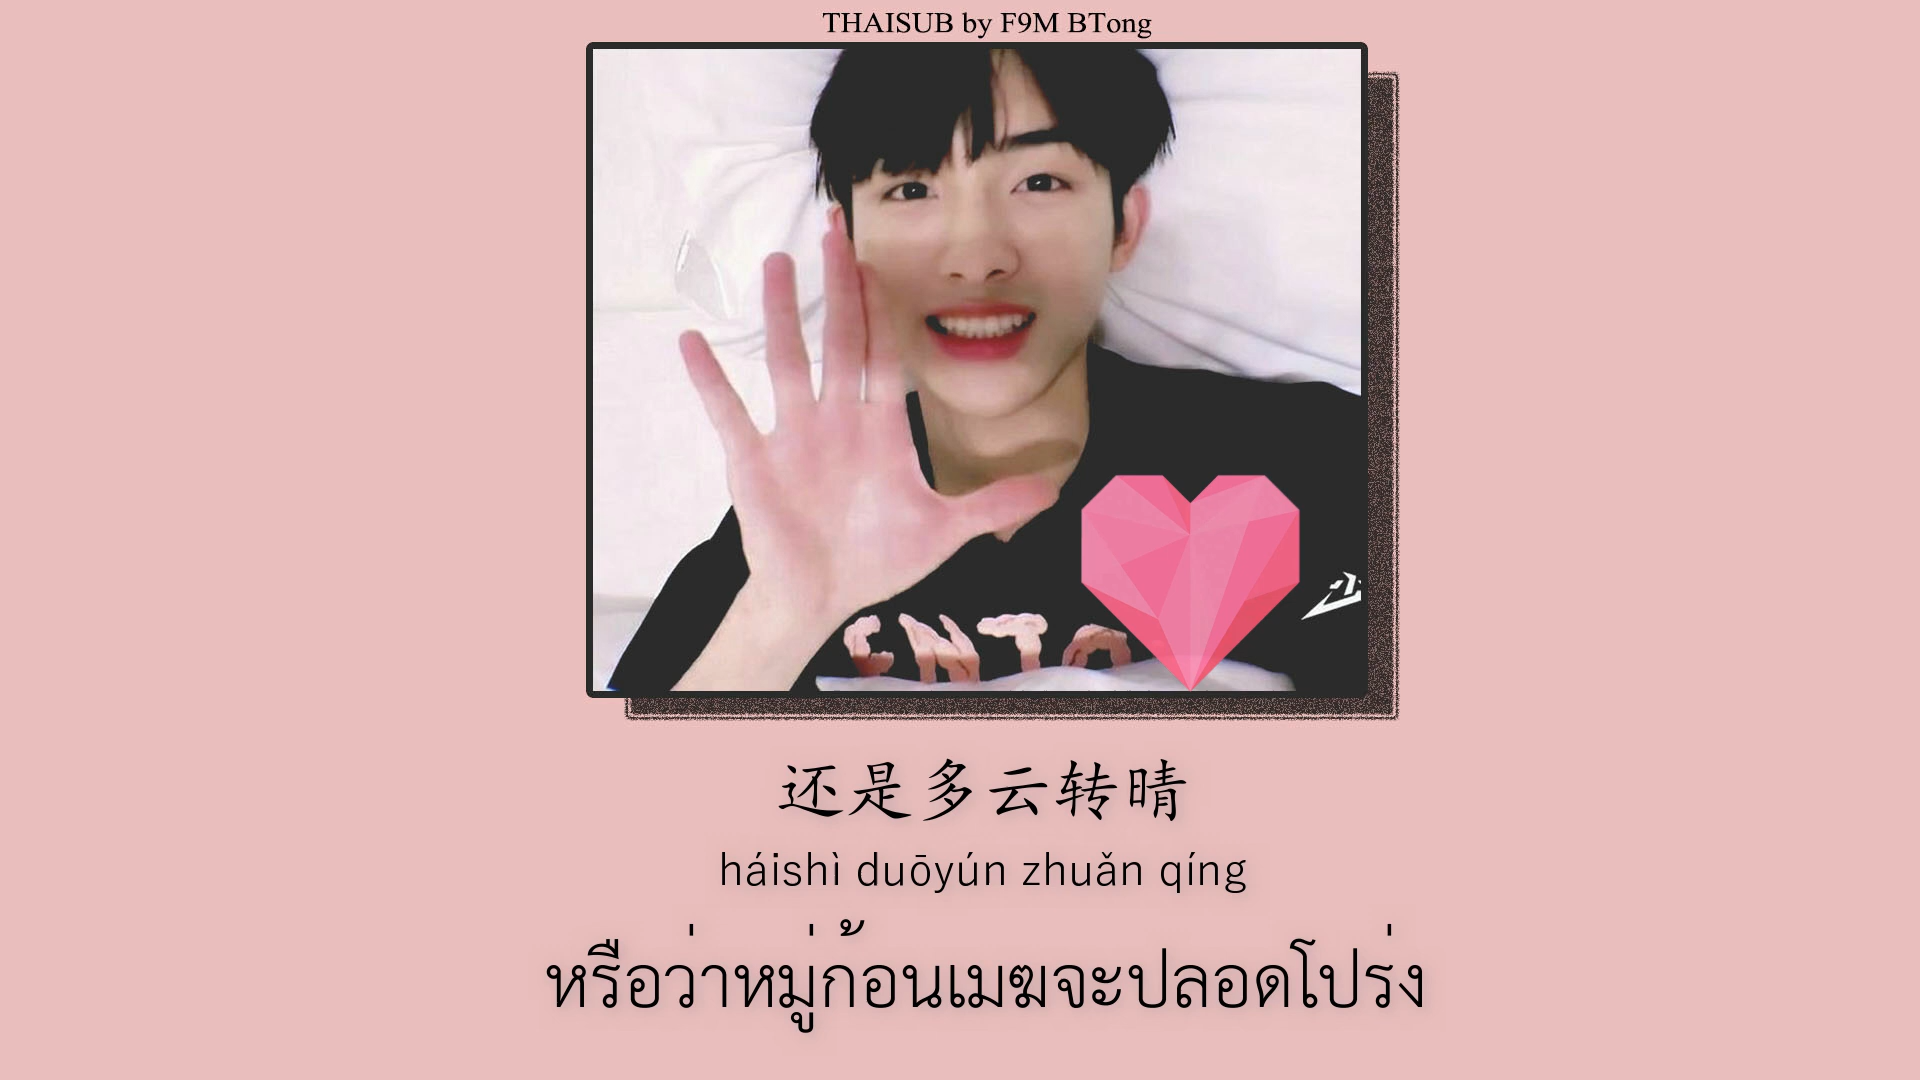 THAISUB by F9M BTong
CNTO
还是多云转晴
háishì duōyún zhuǎn qíng
หรือว่าหมู่ก้อนเมฆจะปลอดโปร่ง